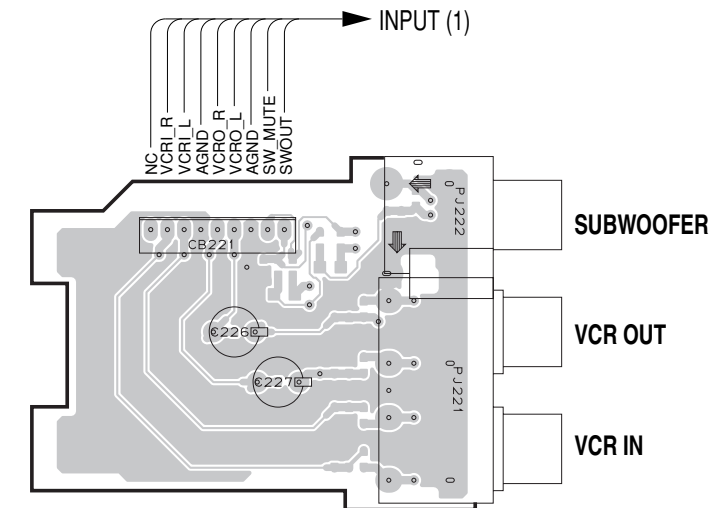 INPUT (1)
NC
VCRI_R
VCRI_L
AGND
VCRO_R
VCRO_L
AGND
SW_MUTE
SWOUT
CB221
PJ222
SUBWOOFER
C226
VCR OUT
C227
PJ221
VCR IN